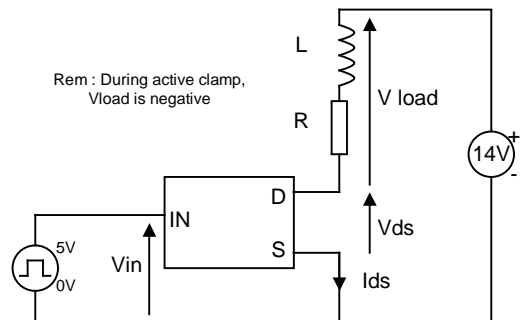 L
Rem : During active clamp,
Vload is negative
V load
R
14V
+
-
D
IN
Vds
S
5V
0V
Vin
Ids